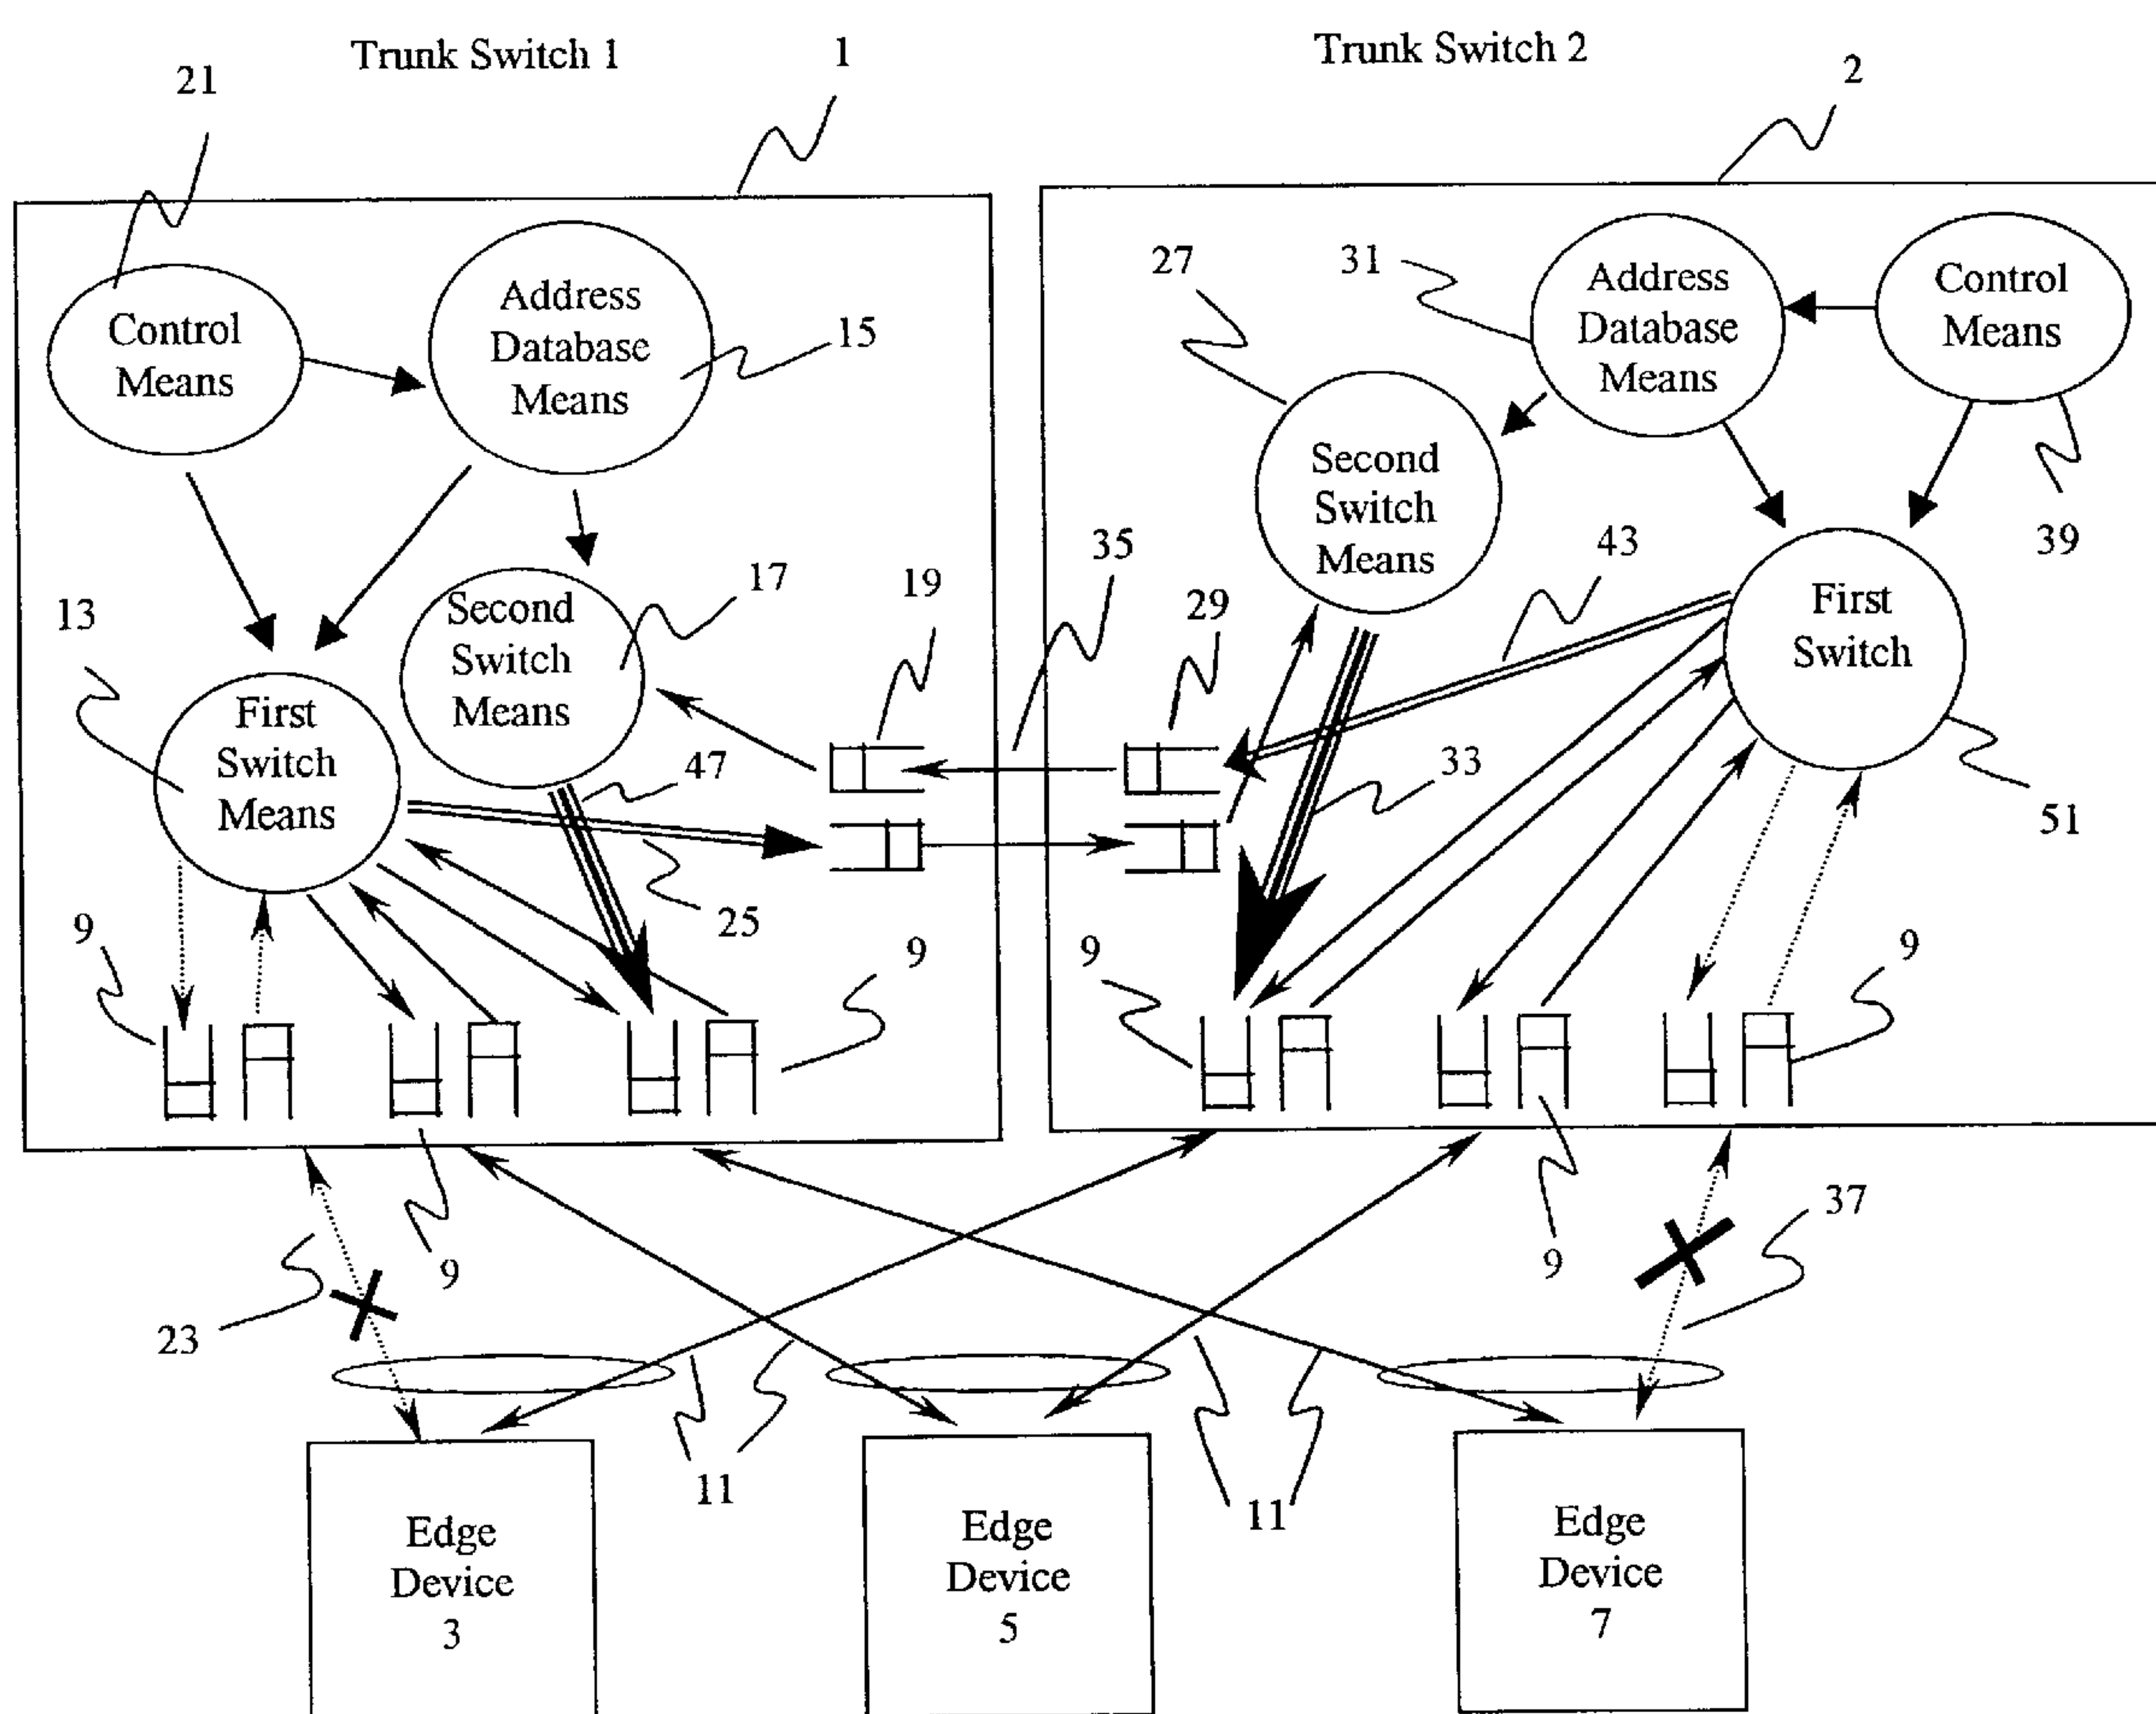 Trunk Switch 1
1
Trunk Switch 2
2
21
Control
Means
Address
Database
Means
15
27
31
Address
Database
Means
Control
Means
39
Second
Switch
Means
13
First
Switch
Means
Second
Switch
Means
17
19
35
29
43
First
Switch
51
47
25
33
9
9
9
9
9
9
23
37
11
11
Edge
Device
3
Edge
Device
5
Edge
Device
7